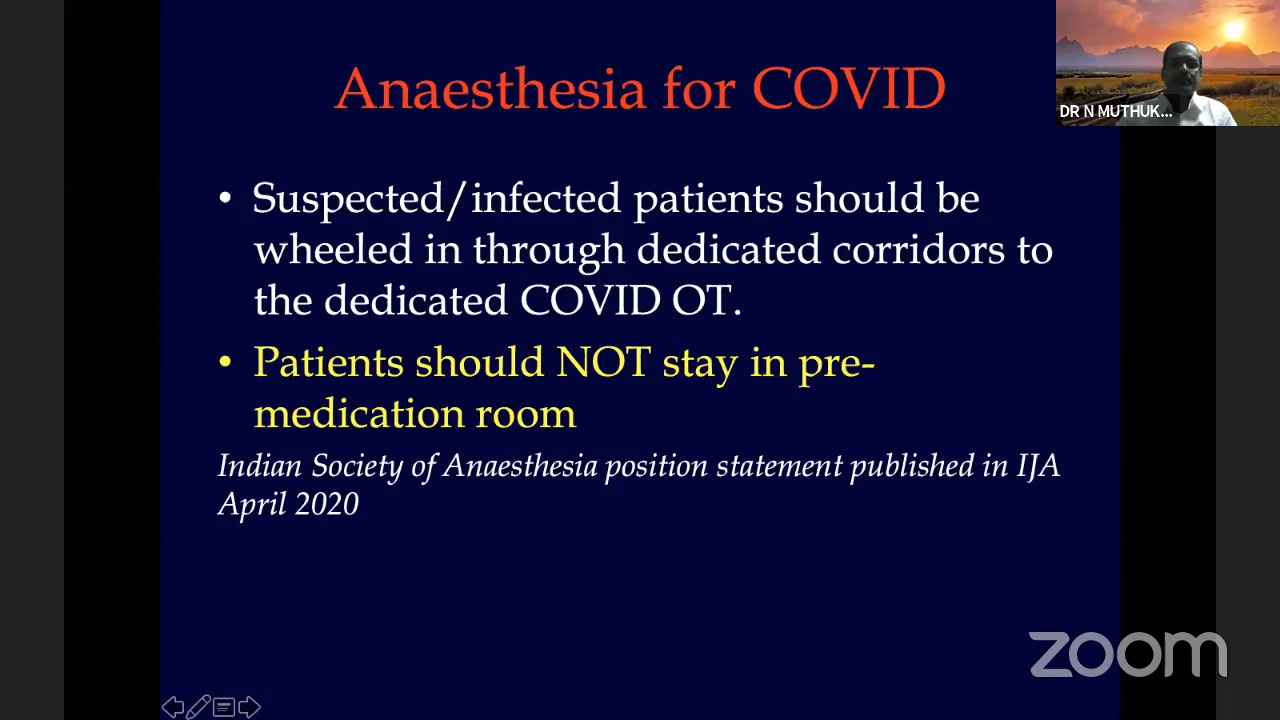 Anaesthesia for COVID
DR N MUTHUK...
• Suspected/infected patients should be
wheeled in through dedicated corridors to
the dedicated COVID OT.
• Patients should NOT stay in pre-
medication room
Indian Society of Anaesthesia position statement published in IJA
April 2020
zoom